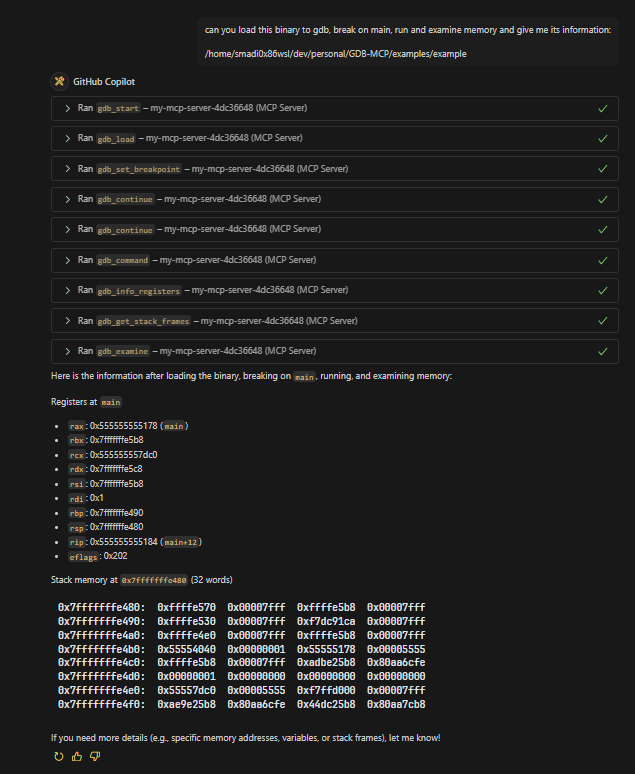 can you load this binary to gdb, break on main, run and examine memory and give me its information:
/home/smadi0x86wsl/dev/personal/GDB-MCP/examples/example
GitHub Copilot
Ran gdb_start – my-mcp-server-4dc36648 (MCP Server)
Ran gdb_load – my-mcp-server-4dc36648 (MCP Server)
Ran gdb_set_breakpoint – my-mcp-server-4dc36648 (MCP Server)
Ran gdb_continue – my-mcp-server-4dc36648 (MCP Server)
Ran gdb_continue – my-mcp-server-4dc36648 (MCP Server)
Ran gdb_command – my-mcp-server-4dc36648 (MCP Server)
Ran gdb_info_registers – my-mcp-server-4dc36648 (MCP Server)
Ran gdb_get_stack_frames – my-mcp-server-4dc36648 (MCP Server)
Ran gdb_examine – my-mcp-server-4dc36648 (MCP Server)
Here is the information after loading the binary, breaking on main, running, and examining memory:
Registers at main
• rax: 0x555555555178 (main)
• rbx: 0x7fffffffe5b8
• rcx: 0x555555557dc0
• rdx: 0x7fffffffe5c8
• rsi: 0x7fffffffe5b8
• rdi: 0x1
• rbp: 0x7fffffffe490
• rsp: 0x7fffffffe480
• rip: 0x555555555184 (main+12)
• eflags: 0x202
Stack memory at 0x7fffffffe480 (32 words)
0x7fffffffe480: 0xffffe570 0x00007fff 0xffffe5b8 0x00007fff
0x7fffffffe490: 0xffffe530 0x00007fff 0xf7dc91ca 0x00007fff
0x7fffffffe4a0: 0xffffe4e0 0x00007fff 0xffffe5b8 0x00007fff
0x7fffffffe4b0: 0x55554040 0x00000001 0x55555178 0x00005555
0x7fffffffe4c0: 0xffffe5b8 0x00007fff 0xadbe25b8 0x80aa6cfe
0x7fffffffe4d0: 0x00000001 0x00000000 0x00000000 0x00000000
0x7fffffffe4e0: 0x55557dc0 0x00005555 0xf7ffd000 0x00007fff
0x7fffffffe4f0: 0xae9e25b8 0x80aa6cfe 0x44dc25b8 0x80aa7cb8
If you need more details (e.g., specific memory addresses, variables, or stack frames), let me know!